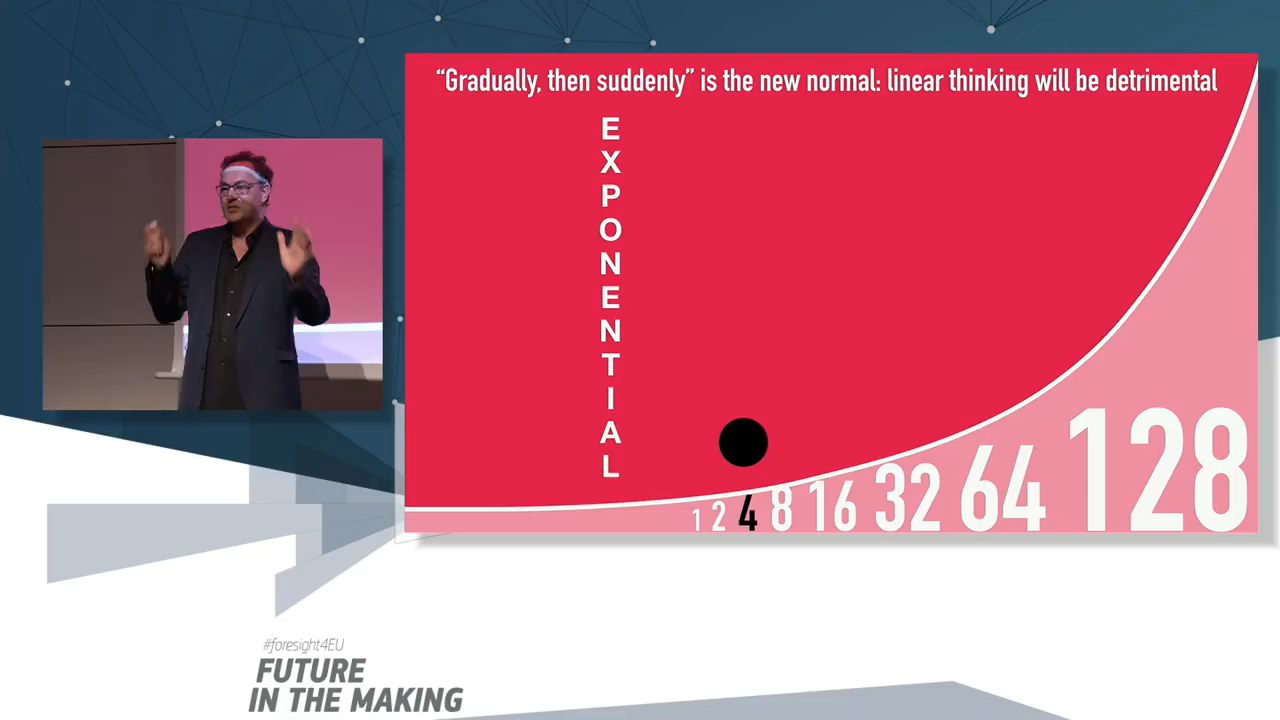 “Gradually, then suddenly” is the new normal: linear thinking will be detrimental
EXPONENTIAL
1 2 4 8 16 32 64 128
#foresight4EU
FUTURE
IN THE MAKING